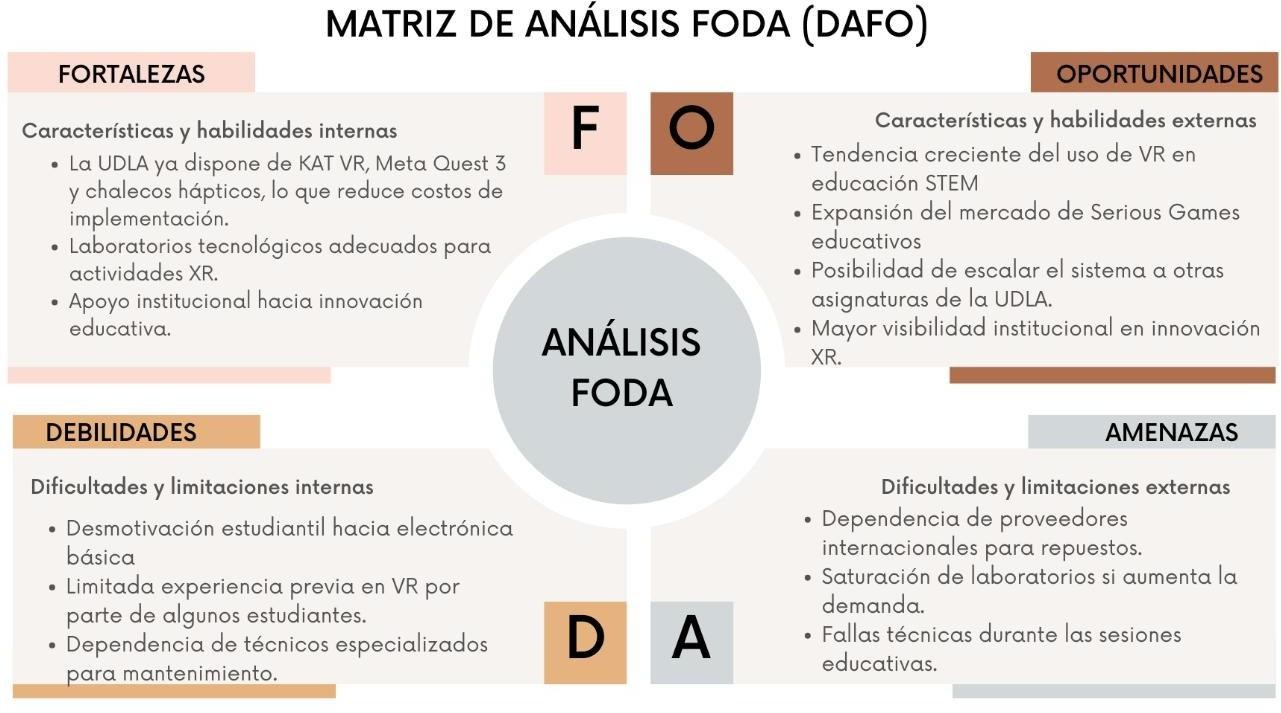 MATRIZ DE ANÁLISIS FODA (DAFO)
FORTALEZAS
F
Características y habilidades internas
• La UDLA ya dispone de KAT VR, Meta Quest 3
y chalecos hápticos, lo que reduce costos de
implementación.
• Laboratorios tecnológicos adecuados para
actividades XR.
• Apoyo institucional hacia innovación
educativa.
OPORTUNIDADES
O
Características y habilidades externas
• Tendencia creciente del uso de VR en
educación STEM
• Expansión del mercado de Serious Games
educativos
• Posibilidad de escalar el sistema a otras
asignaturas de la UDLA.
• Mayor visibilidad institucional en innovación
XR.
ANÁLISIS
FODA
DEBILIDADES
Dificultades y limitaciones internas
• Desmotivación estudiantil hacia electrónica
básica
• Limitada experiencia previa en VR por
parte de algunos estudiantes.
• Dependencia de técnicos especializados
para mantenimiento.
D
AMENAZAS
Dificultades y limitaciones externas
• Dependencia de proveedores
internacionales para repuestos.
• Saturación de laboratorios si aumenta la
demanda.
• Fallas técnicas durante las sesiones
educativas.
A